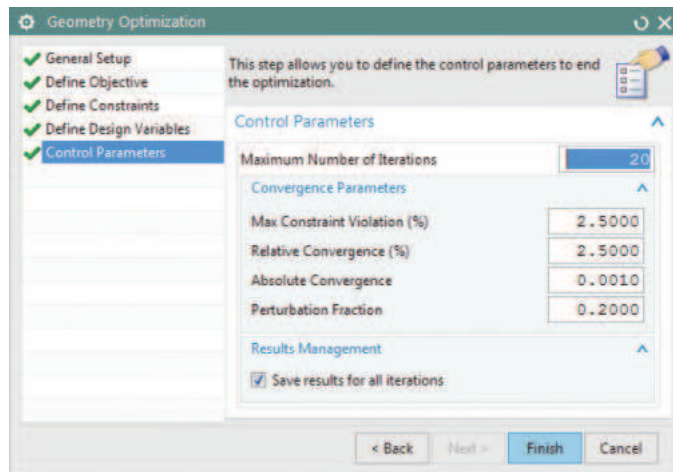 Geometry Optimization
General Setup
Define Objective
Define Constraints
Define Design Variables
Control Parameters
This step allows you to define the control parameters to end
the optimization.
Control Parameters
Maximum Number of Iterations 20
Convergence Parameters
Max Constraint Violation (%) 2.5000
Relative Convergence (%) 2.5000
Absolute Convergence 0.0010
Perturbation Fraction 0.2000
Results Management
Save results for all iterations
< Back Next > Finish Cancel